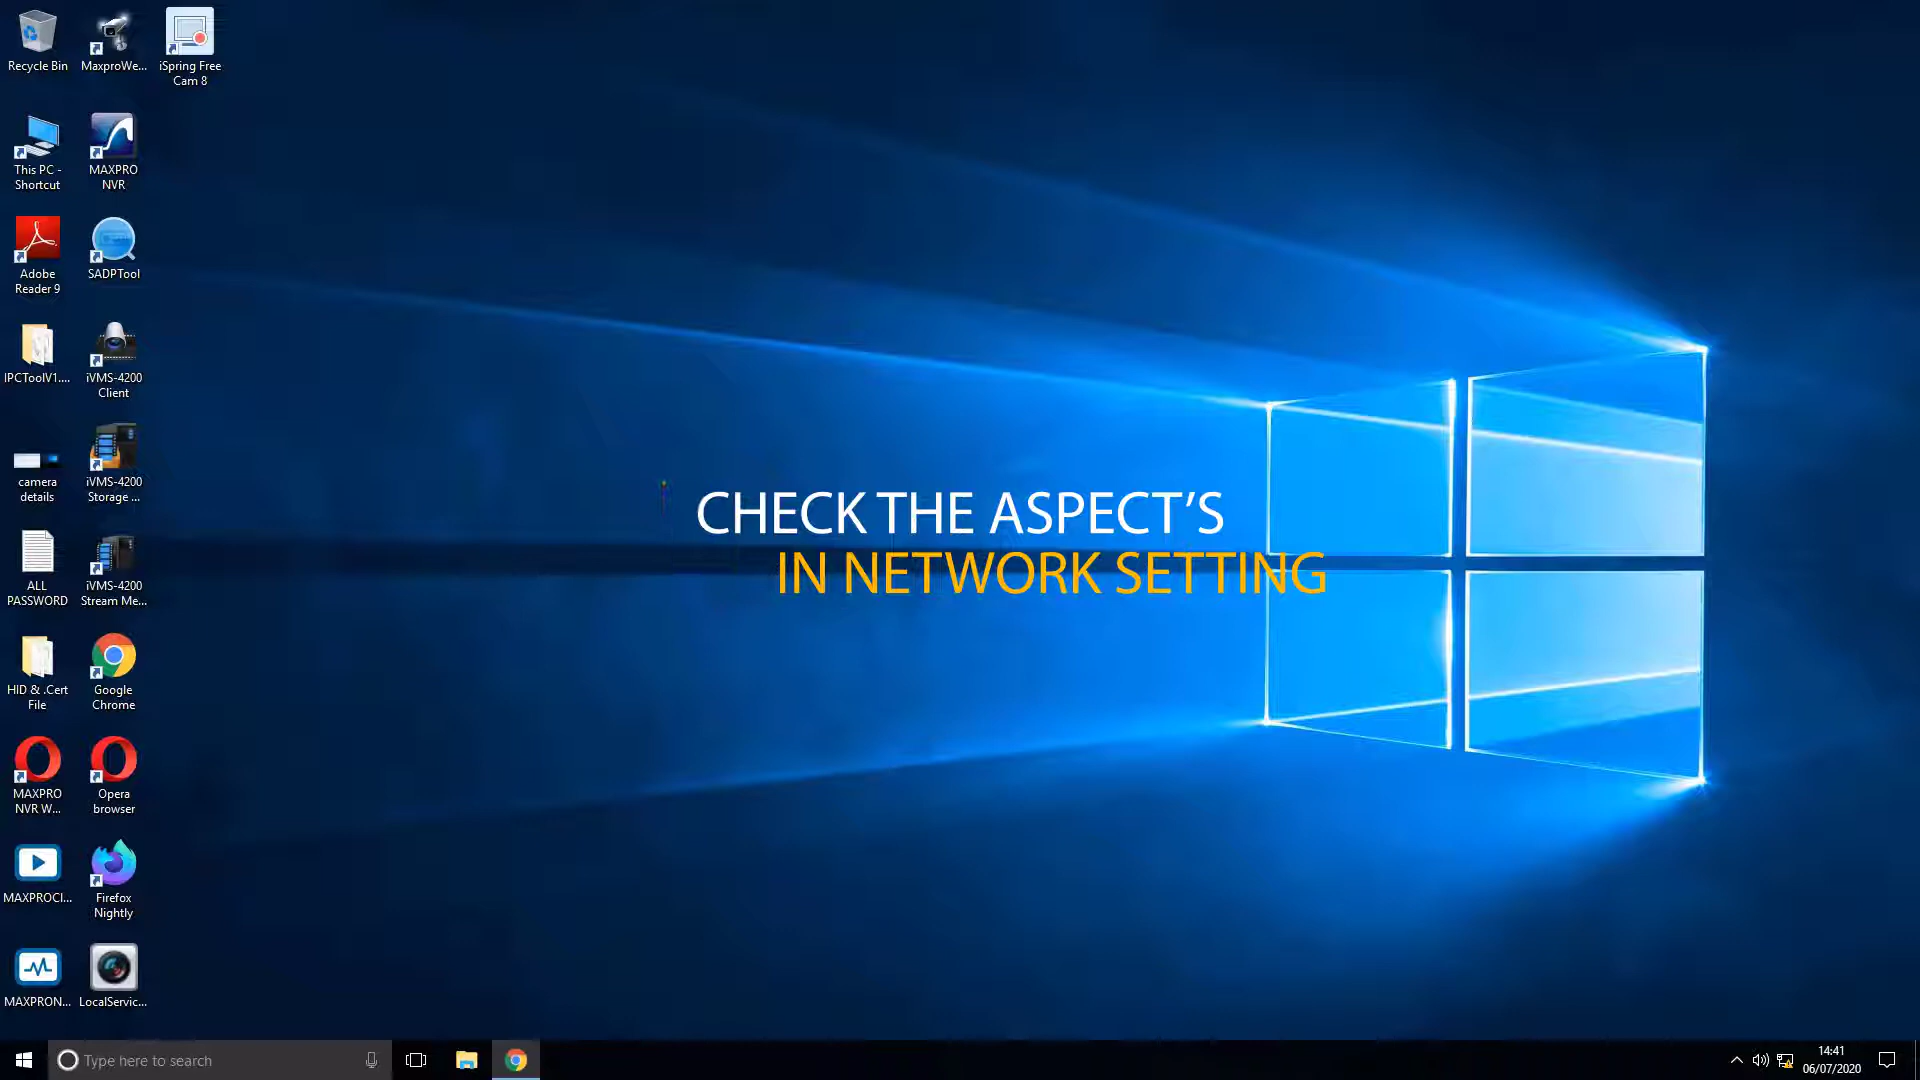 Recycle Bin
MaxproWe...
iSpring Free
Cam 8
This PC -
Shortcut
MAXPRO
NVR
Adobe
Reader 9
SADPTool
IPCToolV1....
iVMS-4200
Client
camera
details
iVMS-4200
Storage ...
ALL
PASSWORD
iVMS-4200
Stream Me...
HID & .Cert
File
Google
Chrome
MAXPRO
NVR W...
Opera
browser
MAXPROCl...
Firefox
Nightly
MAXPRON...
LocalServic...
CHECK THE ASPECT’S
IN NETWORK SETTING
Type here to search
14:41
06/07/2020